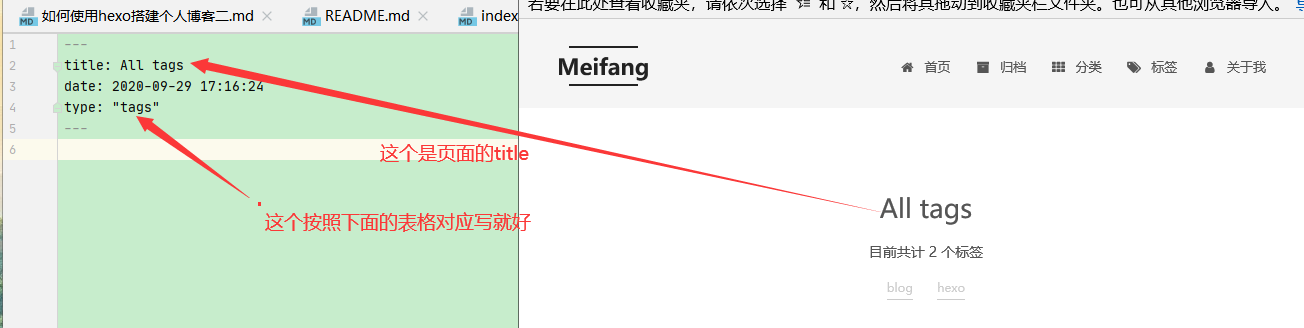 如何使用hexo搭建个人博客二.md
README.md
index
1 ---
2 title: All tags
3 date: 2020-09-29 17:16:24
4 type: "tags"
5 ---
6
这个是页面的title
这个按照下面的表格对应写就好
若要在此处查看收藏夹，请依次选择 和 ，然后将其拖动到收藏夹栏文件夹。也可从其他浏览器导入。
Meifang
首页 归档 分类 标签 关于我
All tags
目前共计 2 个标签
blog hexo